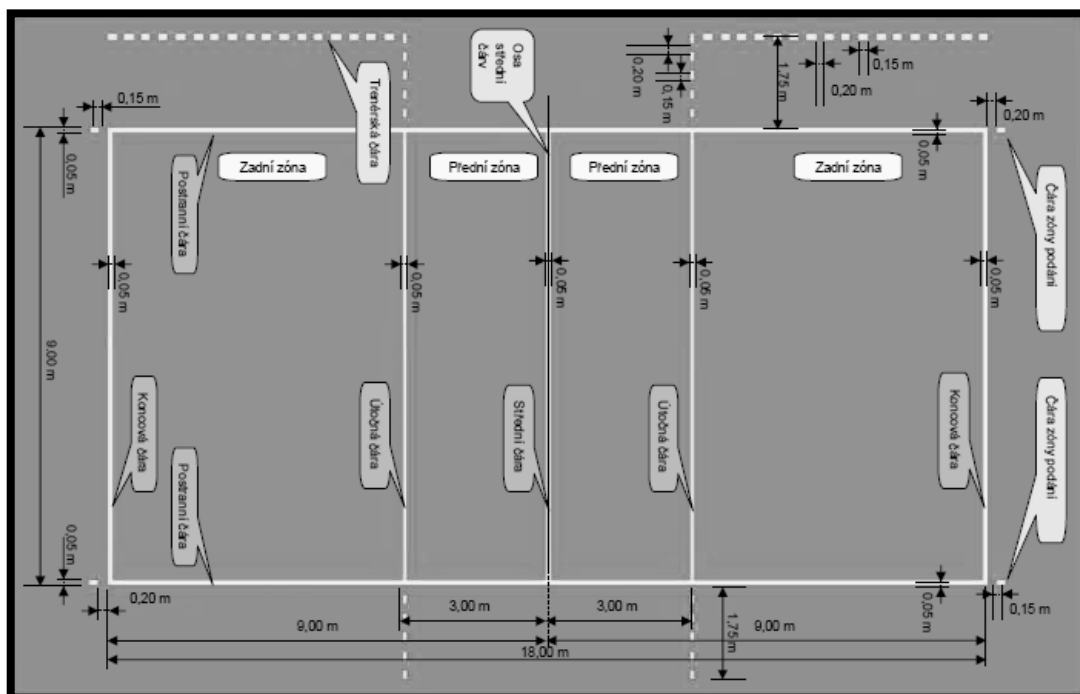 Osa
střední
čáry
0,20 m
0,15 m
1,75 m
0,15 m
0,20 m
0,15 m
Trenérská čára
0,20 m
0,05 m
0,05 m
Zadní zóna
Přední zóna
Přední zóna
Zadní zóna
Postranní čára
Čára zóny podání
0,05 m
0,05 m
0,05 m
0,05 m
0,05 m
9,00 m
Koncová čára
Útočná čára
Střední čára
Útočná čára
Koncová čára
Čára zóny podání
Postranní čára
0,05 m
0,20 m
3,00 m
3,00 m
0,05 m
0,15 m
9,00 m
1,75 m
9,00 m
18,00 m